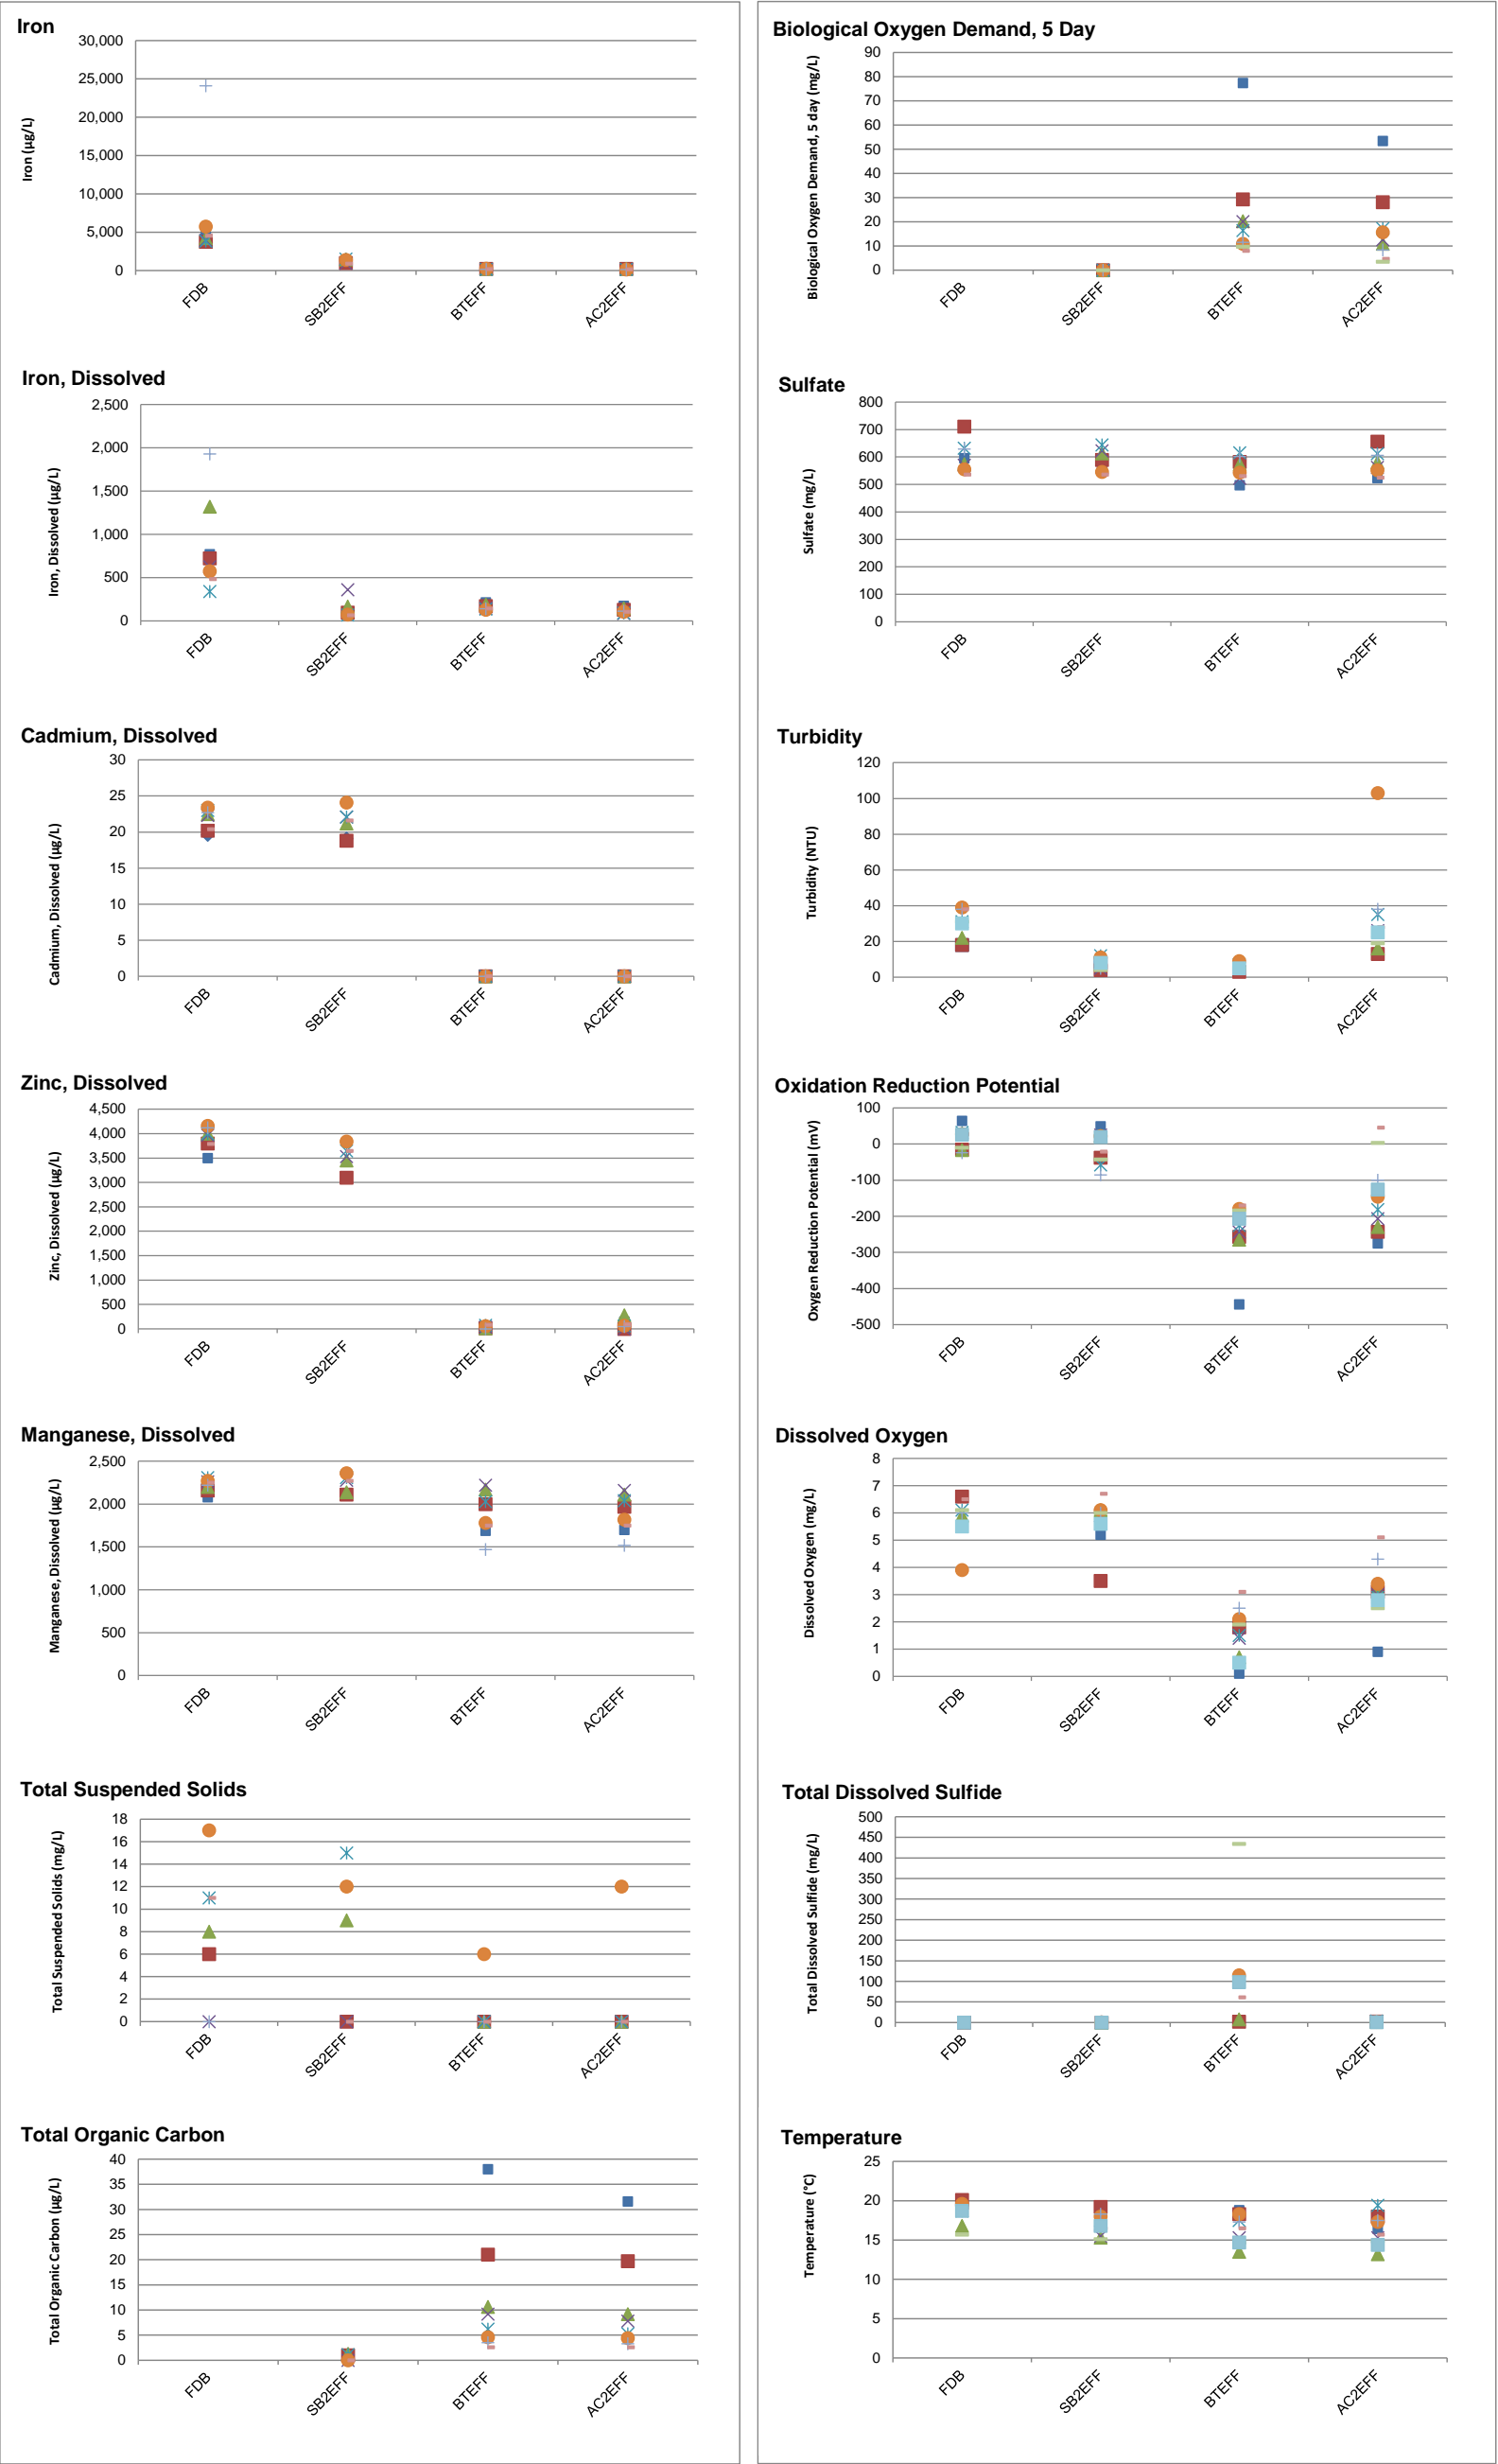 Iron
30,000
25,000
20,000
15,000
10,000
5,000
0
Iron (µg/L)
FDB
SB2EFF
BTEFF
AC2EFF
Iron, Dissolved
2,500
2,000
1,500
1,000
500
0
Iron, Dissolved (µg/L)
FDB
SB2EFF
BTEFF
AC2EFF
Cadmium, Dissolved
30
25
20
15
10
5
0
Cadmium, Dissolved (µg/L)
FDB
SB2EFF
BTEFF
AC2EFF
Zinc, Dissolved
4,500
4,000
3,500
3,000
2,500
2,000
1,500
1,000
500
0
Zinc, Dissolved (µg/L)
FDB
SB2EFF
BTEFF
AC2EFF
Manganese, Dissolved
2,500
2,000
1,500
1,000
500
0
Manganese, Dissolved (µg/L)
FDB
SB2EFF
BTEFF
AC2EFF
Total Suspended Solids
18
16
14
12
10
8
6
4
2
0
Total Suspended Solids (mg/L)
FDB
SB2EFF
BTEFF
AC2EFF
Total Organic Carbon
40
35
30
25
20
15
10
5
0
Total Organic Carbon (µg/L)
FDB
SB2EFF
BTEFF
AC2EFF
Biological Oxygen Demand, 5 Day
90
80
70
60
50
40
30
20
10
0
Biological Oxygen Demand, 5 day (mg/L)
FDB
SB2EFF
BTEFF
AC2EFF
Sulfate
800
700
600
500
400
300
200
100
0
Sulfate (mg/L)
FDB
SB2EFF
BTEFF
AC2EFF
Turbidity
120
100
80
60
40
20
0
Turbidity (NTU)
FDB
SB2EFF
BTEFF
AC2EFF
Oxidation Reduction Potential
100
0
-100
-200
-300
-400
-500
Oxygen Reduction Potential (mV)
FDB
SB2EFF
BTEFF
AC2EFF
Dissolved Oxygen
8
7
6
5
4
3
2
1
0
Dissolved Oxygen (mg/L)
FDB
SB2EFF
BTEFF
AC2EFF
Total Dissolved Sulfide
500
450
400
350
300
250
200
150
100
50
0
Total Dissolved Sulfide (mg/L)
FDB
SB2EFF
BTEFF
AC2EFF
Temperature
25
20
15
10
5
0
Temperature (°C)
FDB
SB2EFF
BTEFF
AC2EFF